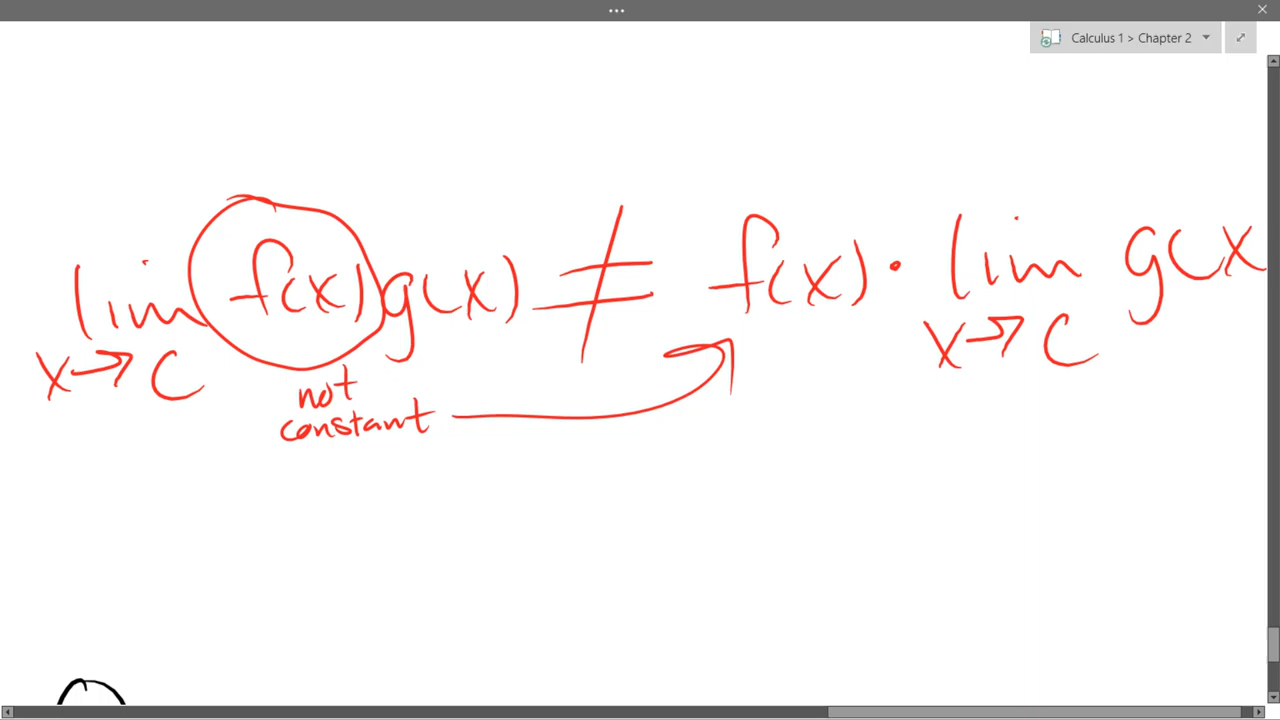 Calculus 1 > Chapter 2
lim f(x)g(x) ≠ f(x) · lim g(x
x→c x→c
not
constant